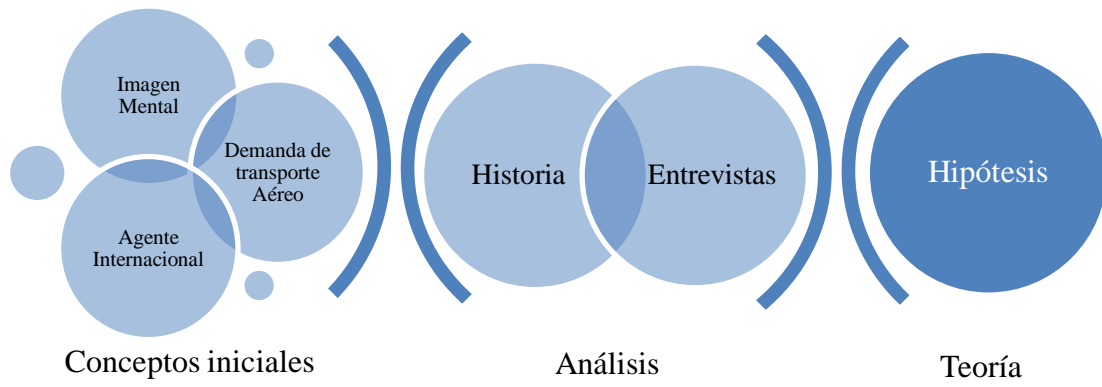 Imagen
Mental
Demanda de
transporte
Aéreo
Agente
Internacional
Historia
Entrevistas
Hipótesis
Conceptos iniciales
Análisis
Teoría